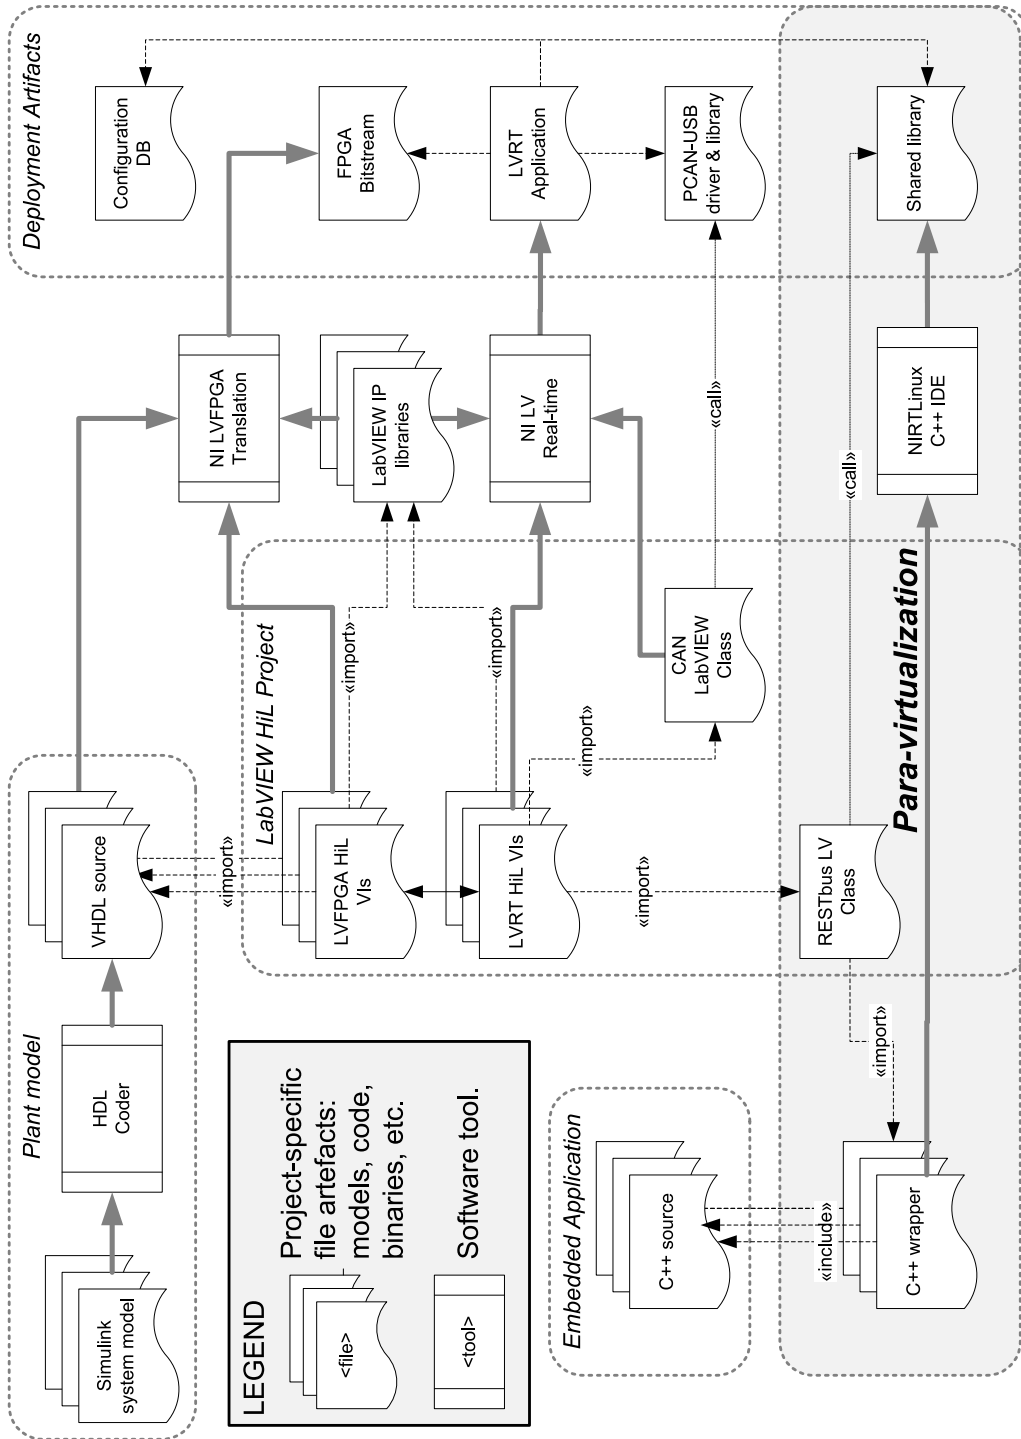 Plant model
Simulink
system model
HDL
Coder
VHDL source
NI LVFPGA
Translation
Deployment Artifacts
Configuration
DB
FPGA
Bitstream
LVRT
Application
PCAN-USB
driver & library
Shared library
LabVIEW IP
libraries
NI LV
Real-time
LabVIEW HiL Project
LVFPGA HiL
VIs
LVRT HiL VIs
CAN
LabVIEW
Class
RESTbus LV
Class
«import»
«import»
«import»
«import»
«import»
«import»
«call»
«call»
LEGEND
<file>
Project-specific
file artefacts:
models, code,
binaries, etc.
<tool>
Software tool.
Embedded Application
C++ source
«include»
C++ wrapper
Para-virtualization
NIRTLinux
C++ IDE